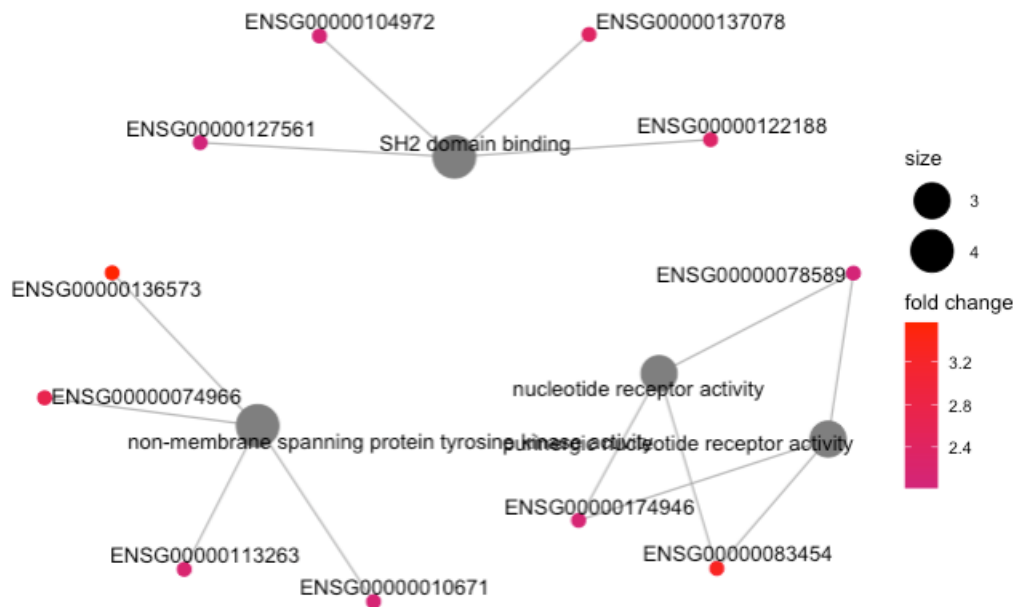 ENSG00000104972
ENSG00000137078
ENSG00000127561
ENSG00000122188
SH2 domain binding
size
3
4
ENSG00000136573
ENSG00000078589
fold change
3.2
2.8
2.4
ENSG00000074966
nucleotide receptor activity
non-membrane spanning protein tyrosine kinase activity
purinergic nucleotide receptor activity
ENSG00000174946
ENSG00000113263
ENSG00000083454
ENSG00000010671